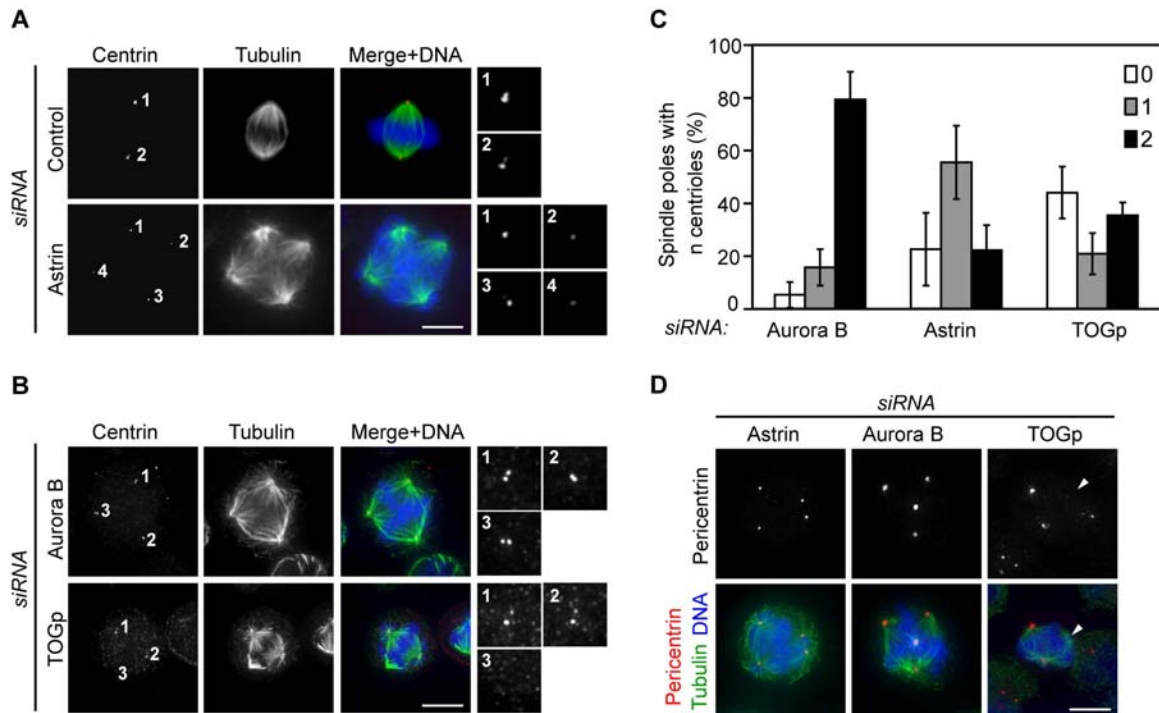 A
Centrin Tubulin Merge+DNA
siRNA
Control
1
2
1
2
Astrin
1
2
3
4
1 2
3 4
B
Centrin Tubulin Merge+DNA
siRNA
Aurora B
1
2
3
1 2
3
TOGp
1
2
3
1 2
3
C
Spindle poles with
n centrioles (%)
100
80
60
40
20
0
0
1
2
siRNA: Aurora B Astrin TOGp
D
siRNA
Astrin Aurora B TOGp
Pericentrin
Pericentrin
Tubulin DNA